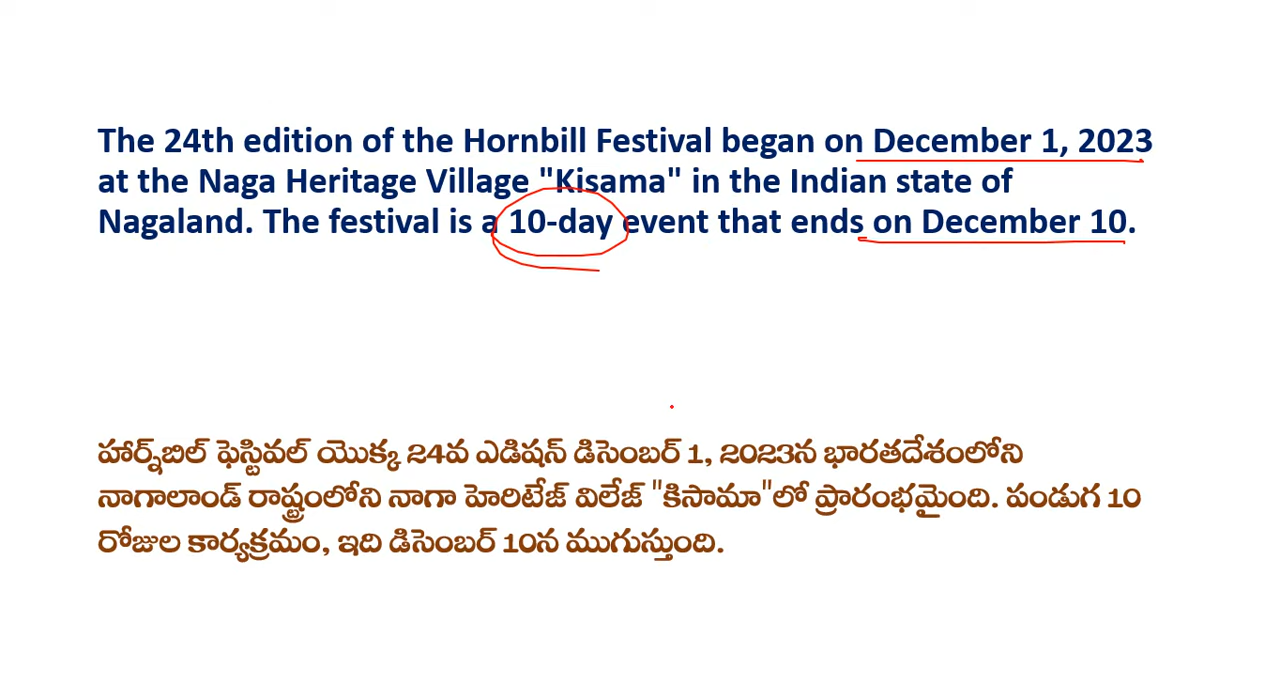 The 24th edition of the Hornbill Festival began on December 1, 2023
at the Naga Heritage Village "Kisama" in the Indian state of
Nagaland. The festival is a 10-day event that ends on December 10.
హార్న్‌బిల్ ఫెస్టివల్ యొక్క 24వ ఎడిషన్ డిసెంబర్ 1, 2023న భారతదేశంలోని
నాగాలాండ్ రాష్ట్రంలోని నాగా హెరిటేజ్ విలేజ్ "కిసామా"లో ప్రారంభమైంది. పండుగ 10
రోజుల కార్యక్రమం, ఇది డిసెంబర్ 10న ముగుస్తుంది.